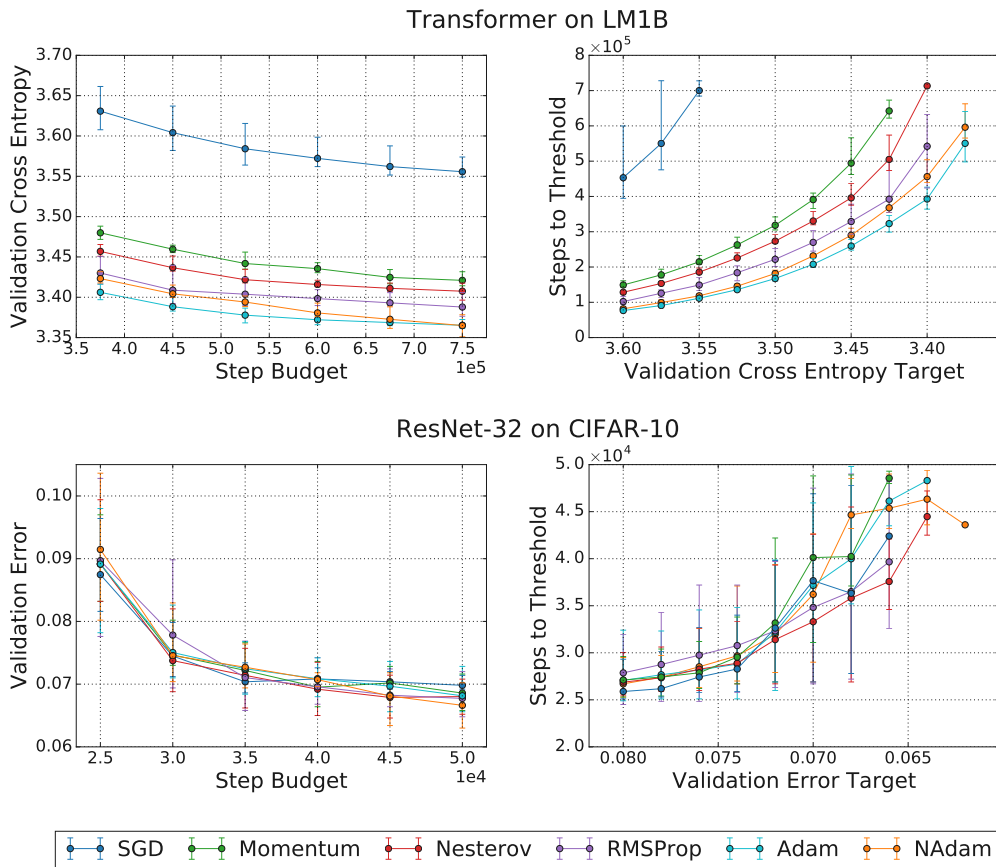 Transformer on LM1B
Validation Cross Entropy
3.70
3.65
3.60
3.55
3.50
3.45
3.40
3.35
3.5 4.0 4.5 5.0 5.5 6.0 6.5 7.0 7.5
1e5
Step Budget
×10⁵
Steps to Threshold
8
7
6
5
4
3
2
1
0
3.60 3.55 3.50 3.45 3.40
Validation Cross Entropy Target
ResNet-32 on CIFAR-10
Validation Error
0.10
0.09
0.08
0.07
0.06
2.5 3.0 3.5 4.0 4.5 5.0
1e4
Step Budget
×10⁴
Steps to Threshold
5.0
4.5
4.0
3.5
3.0
2.5
2.0
0.080 0.075 0.070 0.065
Validation Error Target
SGD Momentum Nesterov RMSProp Adam NAdam